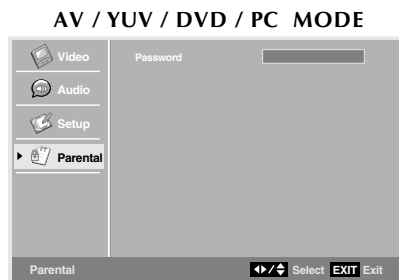 AV / YUV / DVD / PC MODE
Video
Password
Audio
Setup
Parental
Parental
Select EXIT Exit